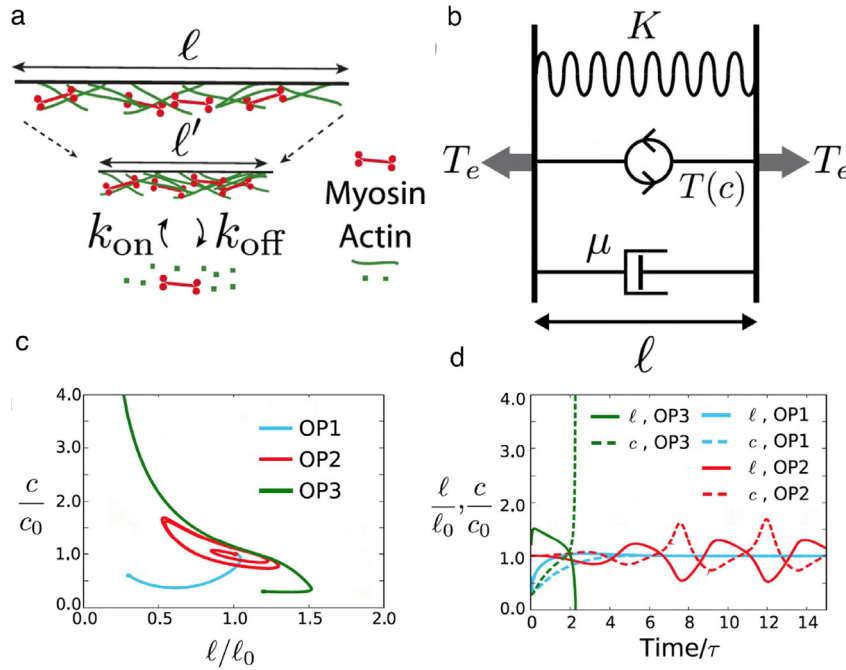 a
ℓ
ℓ′
k_on k_off
Myosin
Actin
b
K
T_e
T(c)
T_e
μ
ℓ
c
4.0
3.0
2.0
1.0
0.0
c/c_0
OP1
OP2
OP3
0.0 0.5 1.0 1.5 2.0
ℓ/ℓ_0
d
4.0
3.0
2.0
1.0
0.0
ℓ/ℓ_0, c/c_0
ℓ , OP3
c , OP3
ℓ , OP1
c , OP1
ℓ , OP2
c , OP2
0 2 4 6 8 10 12 14
Time/τ